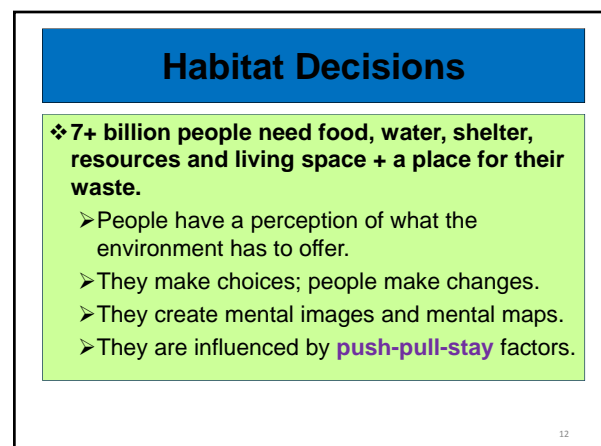 Habitat Decisions
❖7+ billion people need food, water, shelter,
resources and living space + a place for their
waste.
➢People have a perception of what the
environment has to offer.
➢They make choices; people make changes.
➢They create mental images and mental maps.
➢They are influenced by push-pull-stay factors.
12